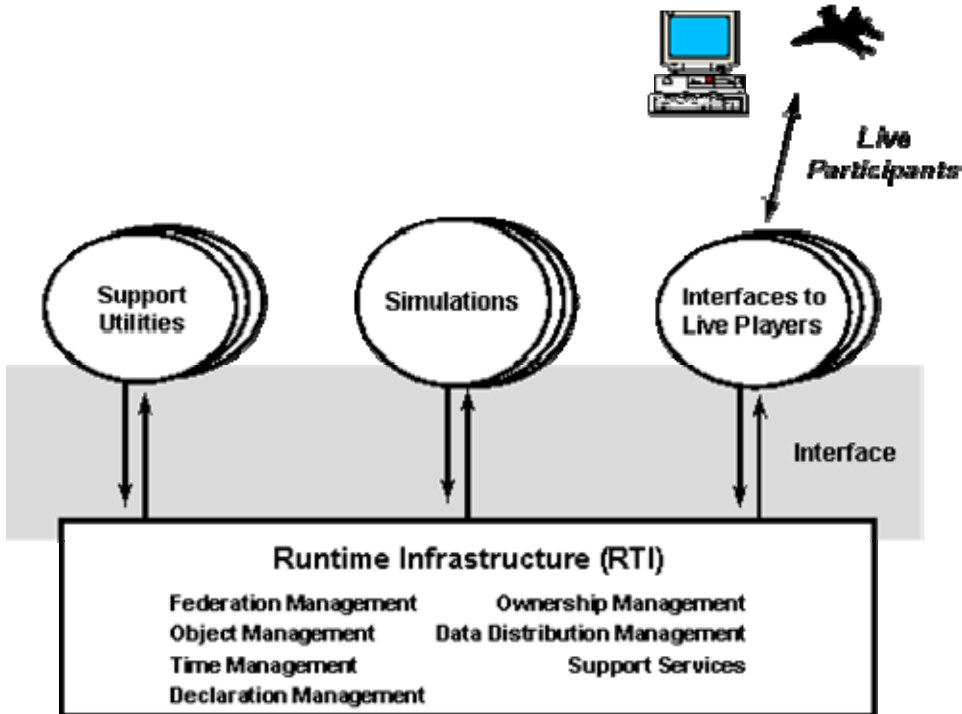 Live
Participants
Support
Utilities
Simulations
Interfaces to
Live Players
Interface
Runtime Infrastructure (RTI)
Federation Management
Ownership Management
Object Management
Data Distribution Management
Time Management
Support Services
Declaration Management